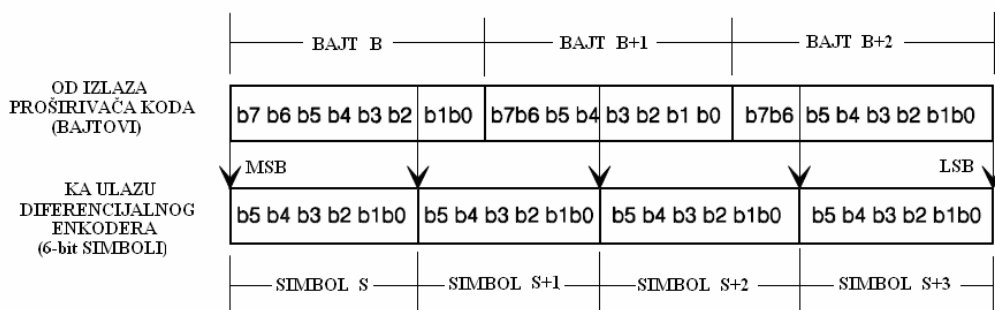 BAJT B BAJT B+1 BAJT B+2
OD IZLAZA
PROŠIRIVAČA KODA
(BAJTOVI)
b7 b6 b5 b4 b3 b2 b1b0 b7b6 b5 b4 b3 b2 b1 b0 b7b6 b5 b4 b3 b2 b1b0
MSB LSB
KA ULAZU
DIFERENCIJALNOG
ENKODERA
(6-bit SIMBOLI)
b5 b4 b3 b2 b1b0 b5 b4 b3 b2 b1b0 b5 b4 b3 b2 b1b0 b5 b4 b3 b2 b1b0
SIMBOL S SIMBOL S+1 SIMBOL S+2 SIMBOL S+3